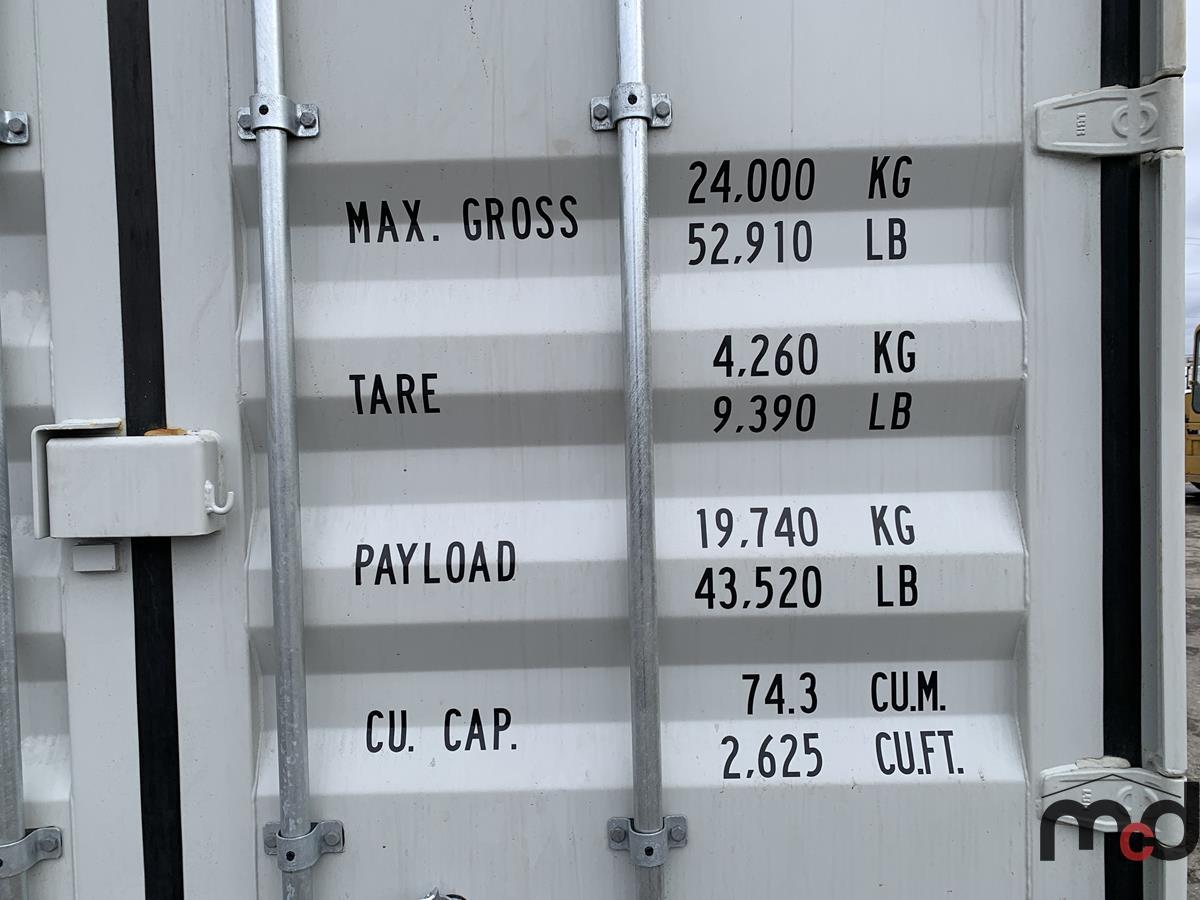 MAX. GROSS 24,000 KG
52,910 LB
TARE 4,260 KG
9,390 LB
PAYLOAD 19,740 KG
43,520 LB
CU. CAP. 74.3 CU.M.
2,625 CU.FT.
mcd